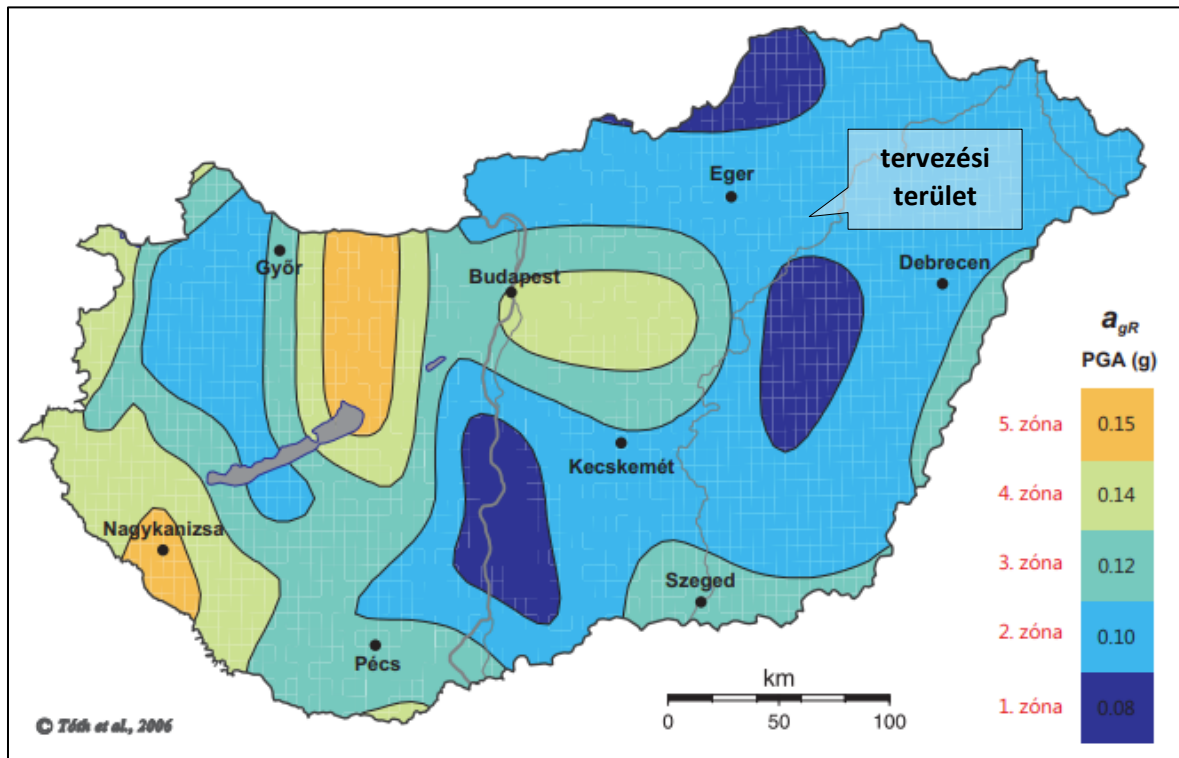 tervezési
terület
Eger
Győr
Budapest
Debrecen
Kecskemét
Nagykanizsa
Szeged
Pécs
a_gR
PGA (g)
5. zóna 0.15
4. zóna 0.14
3. zóna 0.12
2. zóna 0.10
1. zóna 0.08
km
0 50 100
© Tóth et al., 2006